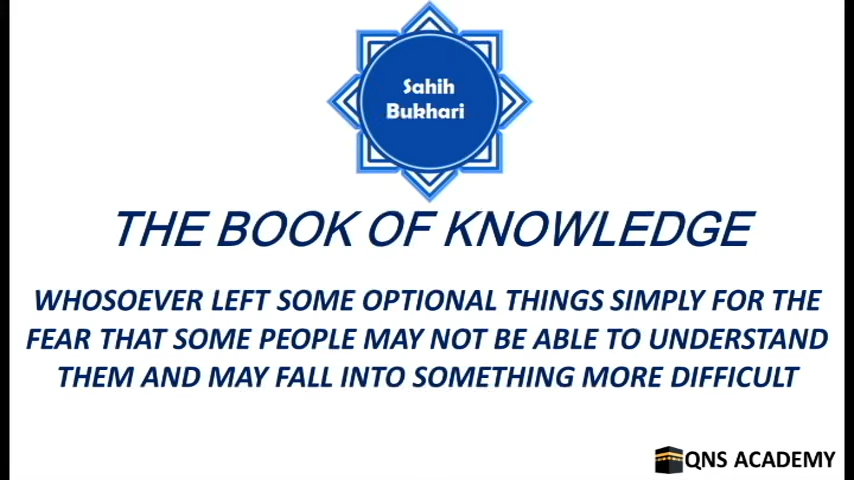 Sahih
Bukhari
THE BOOK OF KNOWLEDGE
WHOSOEVER LEFT SOME OPTIONAL THINGS SIMPLY FOR THE
FEAR THAT SOME PEOPLE MAY NOT BE ABLE TO UNDERSTAND
THEM AND MAY FALL INTO SOMETHING MORE DIFFICULT
QNS ACADEMY